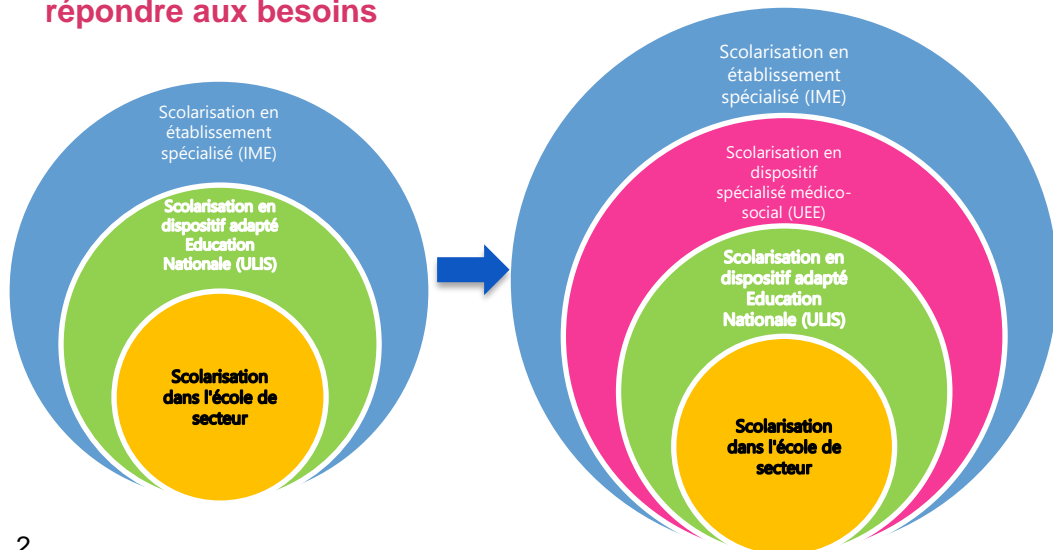 répondre aux besoins
Scolarisation en
établissement
spécialisé (IME)
Scolarisation en
dispositif adapté
Education
Nationale (ULIS)
Scolarisation
dans l'école de
secteur
Scolarisation en
établissement
spécialisé (IME)
Scolarisation en
dispositif
spécialisé médico-
social (UEE)
Scolarisation en
dispositif adapté
Education
Nationale (ULIS)
Scolarisation
dans l'école de
secteur
2